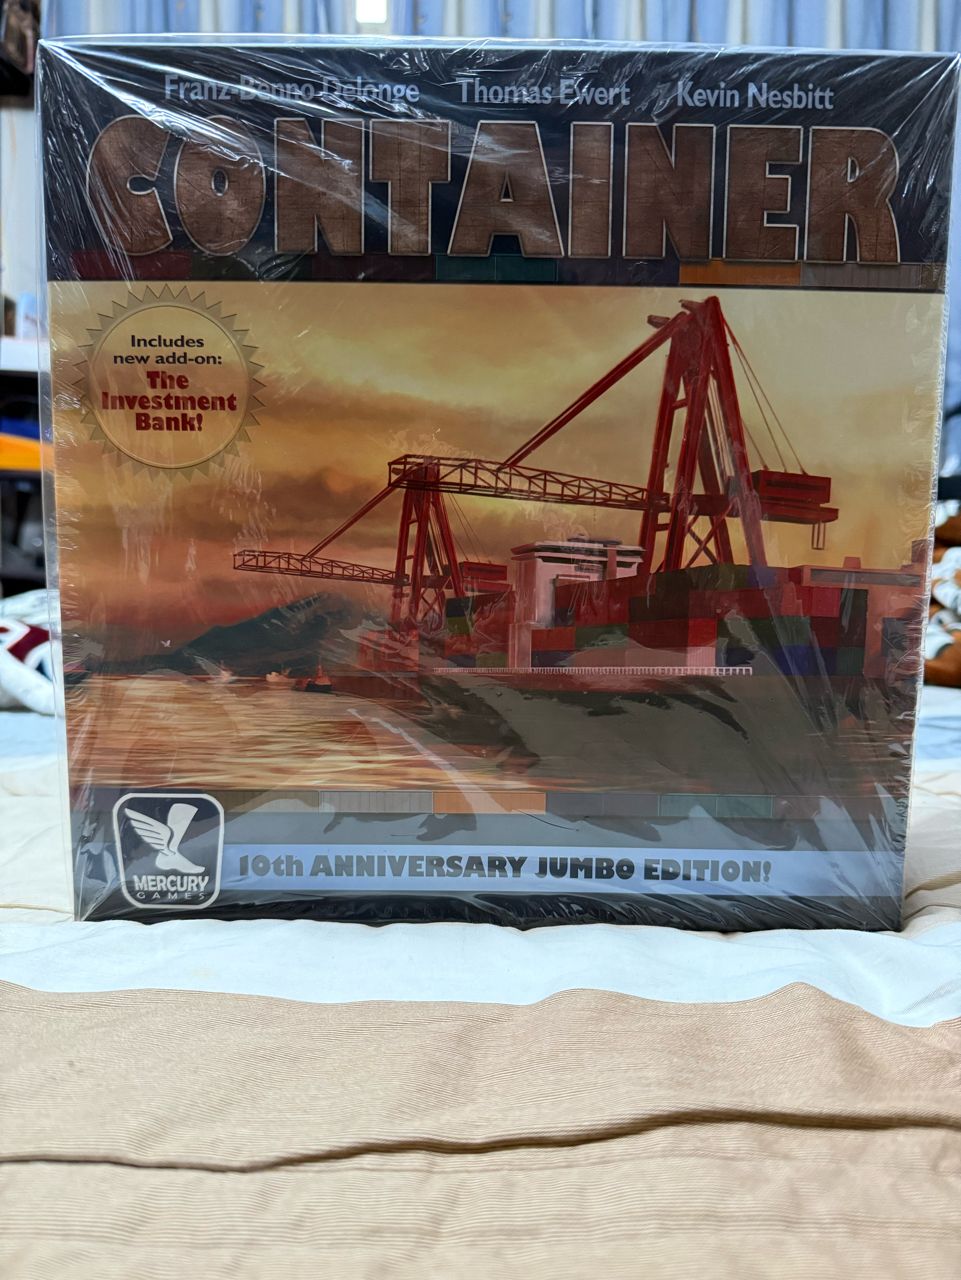 Franz-Benno Delonge Thomas Ewert Kevin Nesbitt
CONTAINER
Includes
new add-on:
The
Investment
Bank!
MERCURY
GAMES
10th ANNIVERSARY JUMBO EDITION!